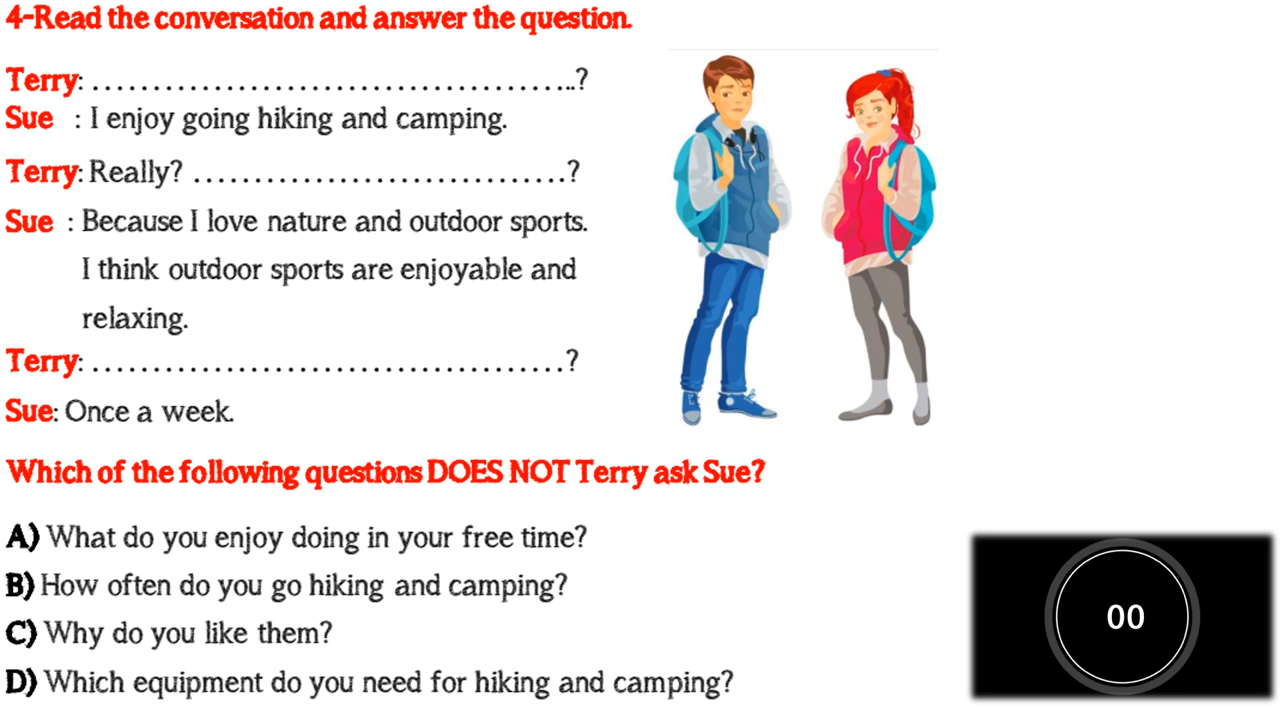 4-Read the conversation and answer the question.
Terry: ........................................?
Sue : I enjoy going hiking and camping.
Terry: Really? ...............................?
Sue : Because I love nature and outdoor sports.
I think outdoor sports are enjoyable and
relaxing.
Terry: .......................................?
Sue: Once a week.
Which of the following questions DOES NOT Terry ask Sue?
A) What do you enjoy doing in your free time?
B) How often do you go hiking and camping?
C) Why do you like them?
D) Which equipment do you need for hiking and camping?
00